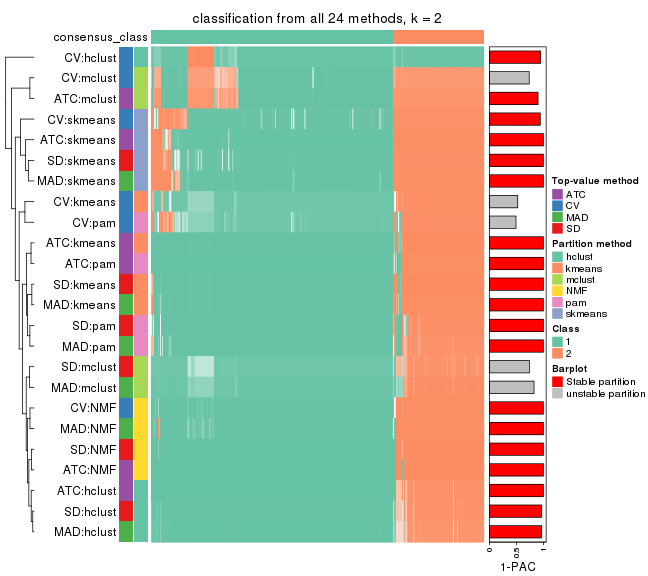 classification from all 24 methods, k = 2
consensus_class
CV:hclust
CV:mclust
ATC:mclust
CV:skmeans
ATC:skmeans
SD:skmeans
MAD:skmeans
CV:kmeans
CV:pam
ATC:kmeans
ATC:pam
SD:kmeans
MAD:kmeans
SD:pam
MAD:pam
SD:mclust
MAD:mclust
CV:NMF
MAD:NMF
SD:NMF
ATC:NMF
ATC:hclust
SD:hclust
MAD:hclust
0
0.5
1
1-PAC
Top-value method
ATC
CV
MAD
SD
Partition method
hclust
kmeans
mclust
NMF
pam
skmeans
Class
1
2
Barplot
Stable partition
unstable partition